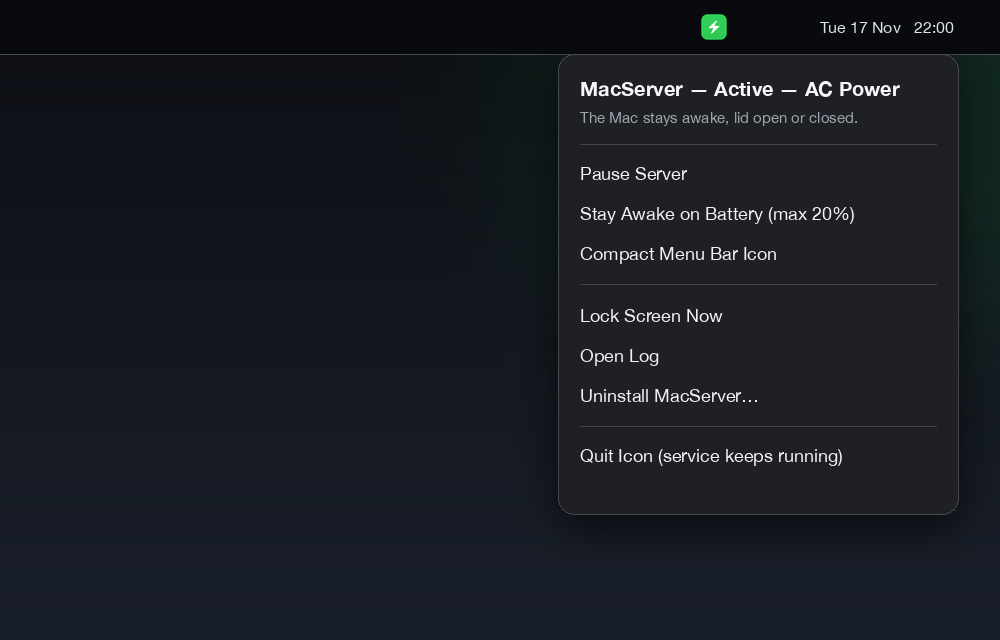 Tue 17 Nov 22:00
MacServer — Active — AC Power
The Mac stays awake, lid open or closed.
Pause Server
Stay Awake on Battery (max 20%)
Compact Menu Bar Icon
Lock Screen Now
Open Log
Uninstall MacServer…
Quit Icon (service keeps running)